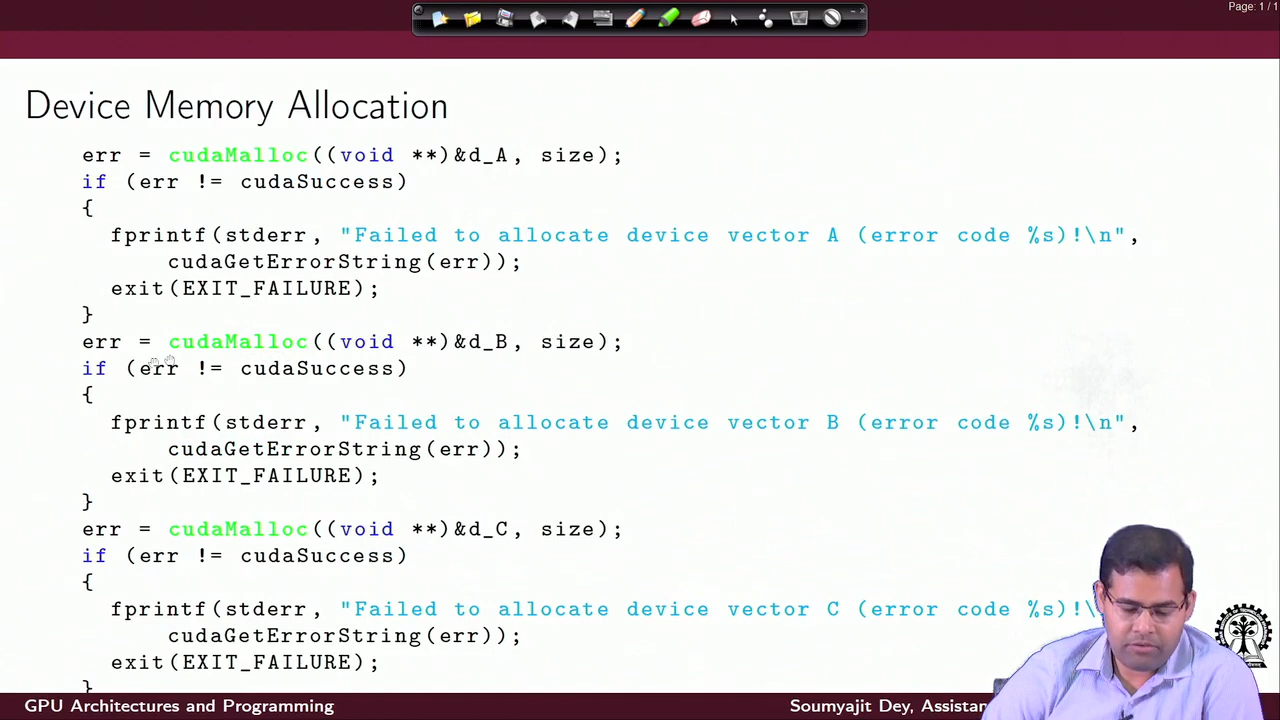 Page: 1 / 1
Device Memory Allocation
err = cudaMalloc((void **)&d_A, size);
if (err != cudaSuccess)
{
fprintf(stderr, "Failed to allocate device vector A (error code %s)!\n",
cudaGetErrorString(err));
exit(EXIT_FAILURE);
}
err = cudaMalloc((void **)&d_B, size);
if (err != cudaSuccess)
{
fprintf(stderr, "Failed to allocate device vector B (error code %s)!\n",
cudaGetErrorString(err));
exit(EXIT_FAILURE);
}
err = cudaMalloc((void **)&d_C, size);
if (err != cudaSuccess)
{
fprintf(stderr, "Failed to allocate device vector C (error code %s)!\
cudaGetErrorString(err));
exit(EXIT_FAILURE);
}
GPU Architectures and Programming
Soumyajit Dey, Assistan